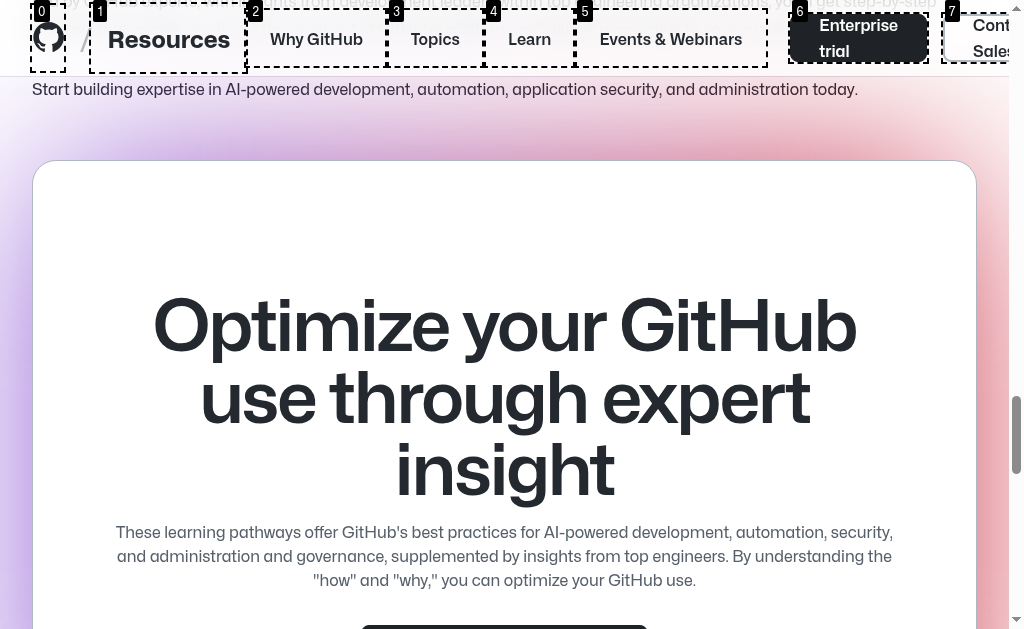 / Resources
Why GitHub
Topics
Learn
Events & Webinars
Enterprise
trial
Start building expertise in AI-powered development, automation, application security, and administration today.
Optimize your GitHub
use through expert
insight
These learning pathways offer GitHub's best practices for AI-powered development, automation, security,
and administration and governance, supplemented by insights from top engineers. By understanding the
"how" and "why," you can optimize your GitHub use.
0
1
2
3
4
5
6
7